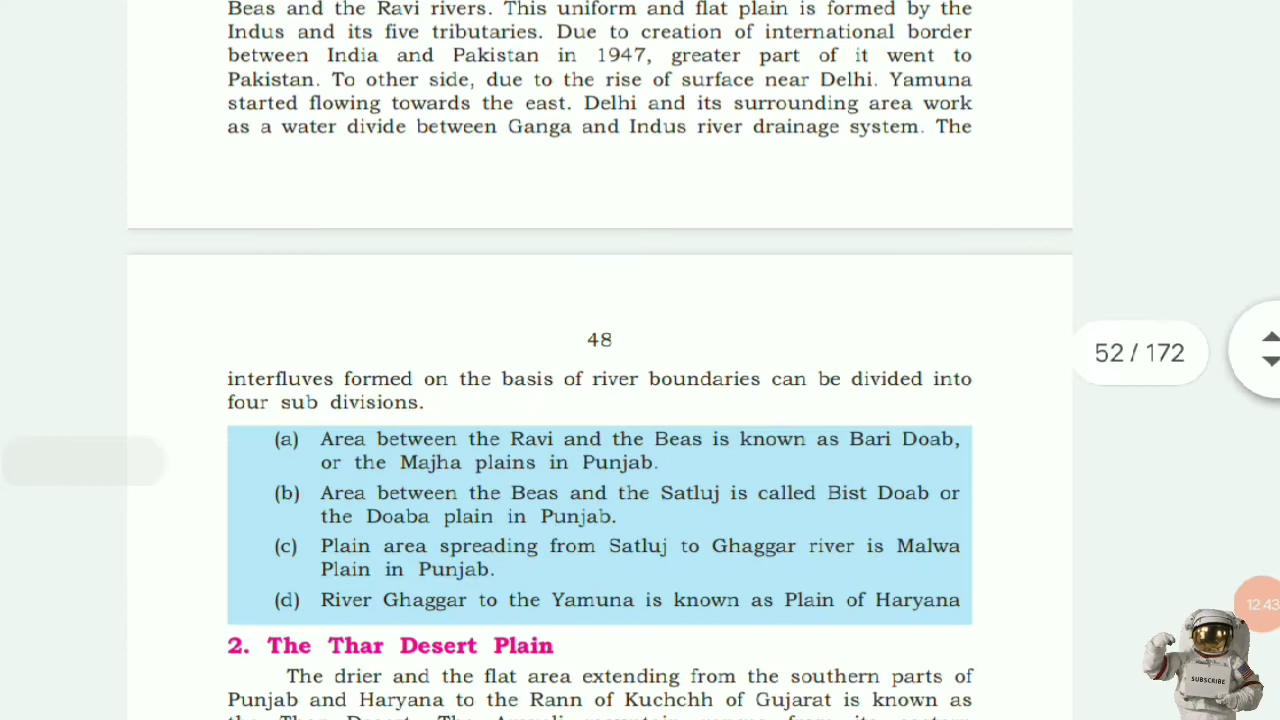 Beas and the Ravi rivers. This uniform and flat plain is formed by the
Indus and its five tributaries. Due to creation of international border
between India and Pakistan in 1947, greater part of it went to
Pakistan. To other side, due to the rise of surface near Delhi. Yamuna
started flowing towards the east. Delhi and its surrounding area work
as a water divide between Ganga and Indus river drainage system. The
48
52 / 172
interfluves formed on the basis of river boundaries can be divided into
four sub divisions.
(a) Area between the Ravi and the Beas is known as Bari Doab,
or the Majha plains in Punjab.
(b) Area between the Beas and the Satluj is called Bist Doab or
the Doaba plain in Punjab.
(c) Plain area spreading from Satluj to Ghaggar river is Malwa
Plain in Punjab.
(d) River Ghaggar to the Yamuna is known as Plain of Haryana
12:43
2. The Thar Desert Plain
The drier and the flat area extending from the southern parts of
SUBSCRIBE
Punjab and Haryana to the Rann of Kuchchh of Gujarat is known as